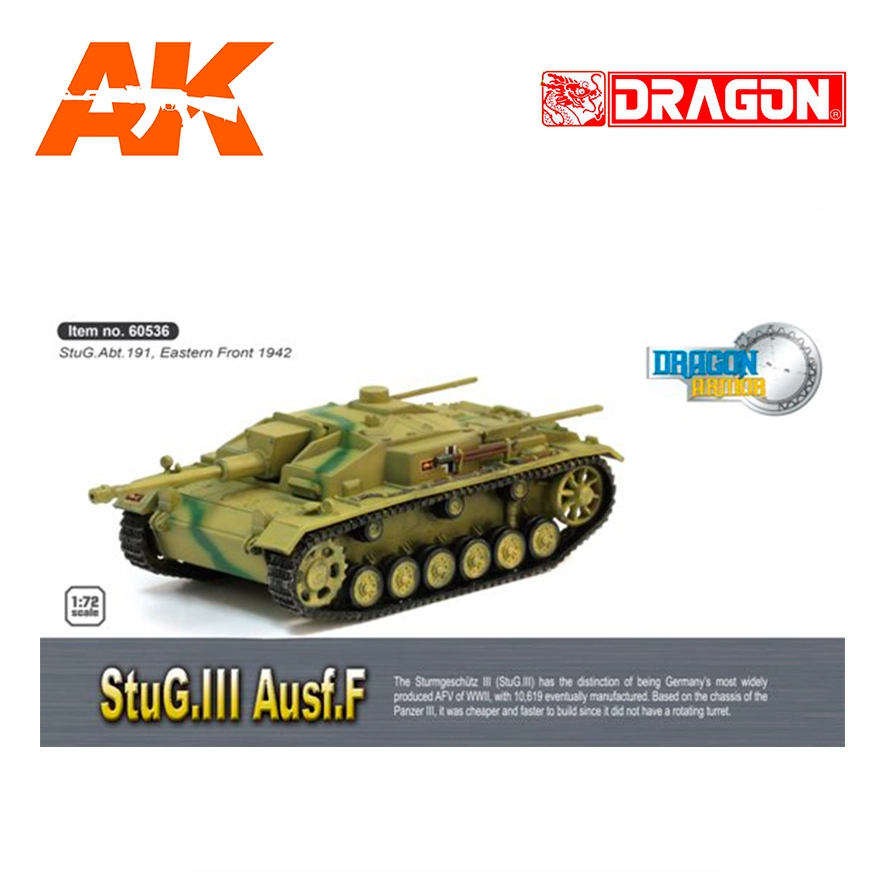 AK
DRAGON®
Item no. 60536
StuG.Abt.191, Eastern Front 1942
DRAGON
ARMOR
1:72
scale
StuG.III Ausf.F
The Sturmgeschütz III (StuG.III) has the distinction of being Germany's most widely
produced AFV of WWII, with 10,619 eventually manufactured. Based on the chassis of the
Panzer III, it was cheaper and faster to build since it did not have a rotating turret.